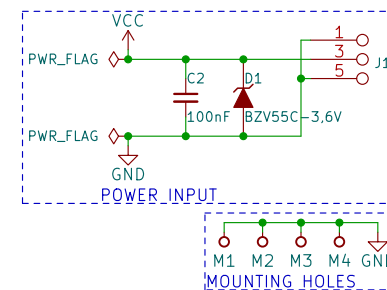 VCC
1
PWR_FLAG
3
J1
5
C2
D1
100nF
BZV55C-3,6V
PWR_FLAG
GND
POWER INPUT
M1 M2 M3 M4
MOUNTING HOLES